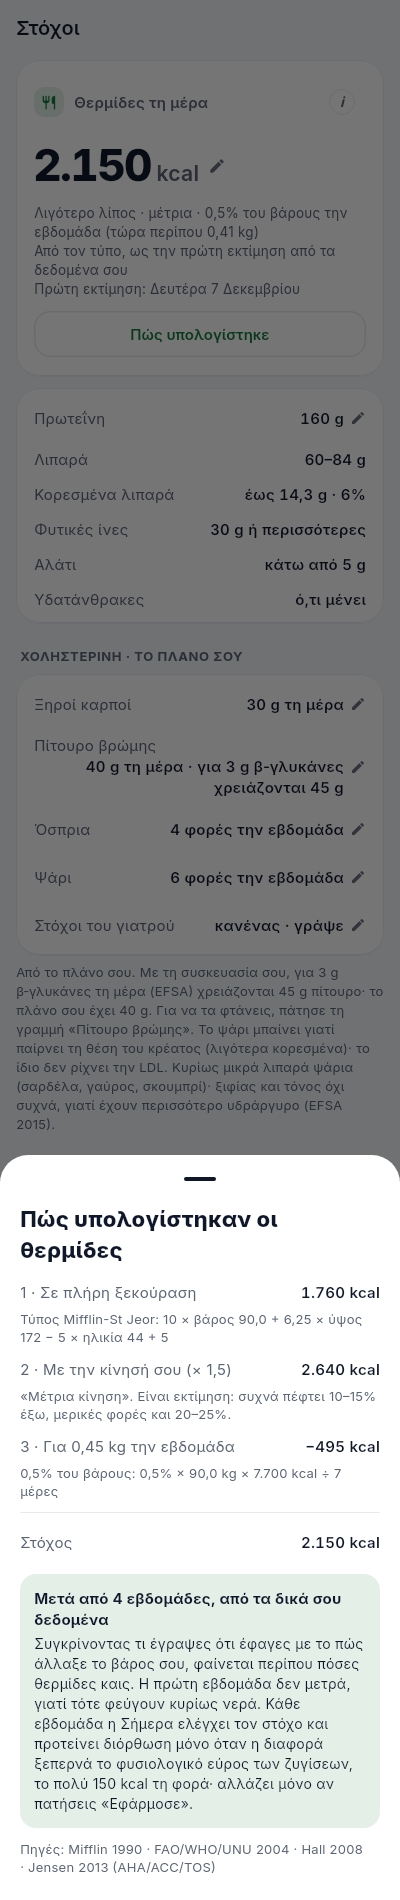 Στόχοι
Θερμίδες τη μέρα
i
2.150 kcal
Λιγότερο λίπος · μέτρια · 0,5% του βάρους την
εβδομάδα (τώρα περίπου 0,41 kg)
Από τον τύπο, ως την πρώτη εκτίμηση από τα
δεδομένα σου
Πρώτη εκτίμηση: Δευτέρα 7 Δεκεμβρίου
Πώς υπολογίστηκε
Πρωτεΐνη 160 g
Λιπαρά 60–84 g
Κορεσμένα λιπαρά έως 14,3 g · 6%
Φυτικές ίνες 30 g ή περισσότερες
Αλάτι κάτω από 5 g
Υδατάνθρακες ό,τι μένει
ΧΟΛΗΣΤΕΡΙΝΗ · ΤΟ ΠΛΑΝΟ ΣΟΥ
Ξηροί καρποί 30 g τη μέρα
Πίτουρο βρώμης
40 g τη μέρα · για 3 g β-γλυκάνες
χρειάζονται 45 g
Όσπρια 4 φορές την εβδομάδα
Ψάρι 6 φορές την εβδομάδα
Στόχοι του γιατρού κανένας · γράψε
Από το πλάνο σου. Με τη συσκευασία σου, για 3 g
β-γλυκάνες τη μέρα (EFSA) χρειάζονται 45 g πίτουρο· το
πλάνο σου έχει 40 g. Για να τα φτάνεις, πάτησε τη
γραμμή «Πίτουρο βρώμης». Το ψάρι μπαίνει γιατί
παίρνει τη θέση του κρέατος (λιγότερα κορεσμένα)· το
ίδιο δεν ρίχνει την LDL. Κυρίως μικρά λιπαρά ψάρια
(σαρδέλα, γαύρος, σκουμπρί)· ξιφίας και τόνος όχι
συχνά, γιατί έχουν περισσότερο υδράργυρο (EFSA
2015).
Πώς υπολογίστηκαν οι
θερμίδες
1 · Σε πλήρη ξεκούραση 1.760 kcal
Τύπος Mifflin-St Jeor: 10 × βάρος 90,0 + 6,25 × ύψος
172 − 5 × ηλικία 44 + 5
2 · Με την κίνησή σου (× 1,5) 2.640 kcal
«Μέτρια κίνηση». Είναι εκτίμηση: συχνά πέφτει 10–15%
έξω, μερικές φορές και 20–25%.
3 · Για 0,45 kg την εβδομάδα −495 kcal
0,5% του βάρους: 0,5% × 90,0 kg × 7.700 kcal ÷ 7
μέρες
Στόχος 2.150 kcal
Μετά από 4 εβδομάδες, από τα δικά σου
δεδομένα
Συγκρίνοντας τι έγραψες ότι έφαγες με το πώς
άλλαξε το βάρος σου, φαίνεται περίπου πόσες
θερμίδες καις. Η πρώτη εβδομάδα δεν μετρά,
γιατί τότε φεύγουν κυρίως νερά. Κάθε
εβδομάδα η Σήμερα ελέγχει τον στόχο και
προτείνει διόρθωση μόνο όταν η διαφορά
ξεπερνά το φυσιολογικό εύρος των ζυγίσεων,
το πολύ 150 kcal τη φορά· αλλάζει μόνο αν
πατήσεις «Εφάρμοσε».
Πηγές: Mifflin 1990 · FAO/WHO/UNU 2004 · Hall 2008
· Jensen 2013 (AHA/ACC/TOS)